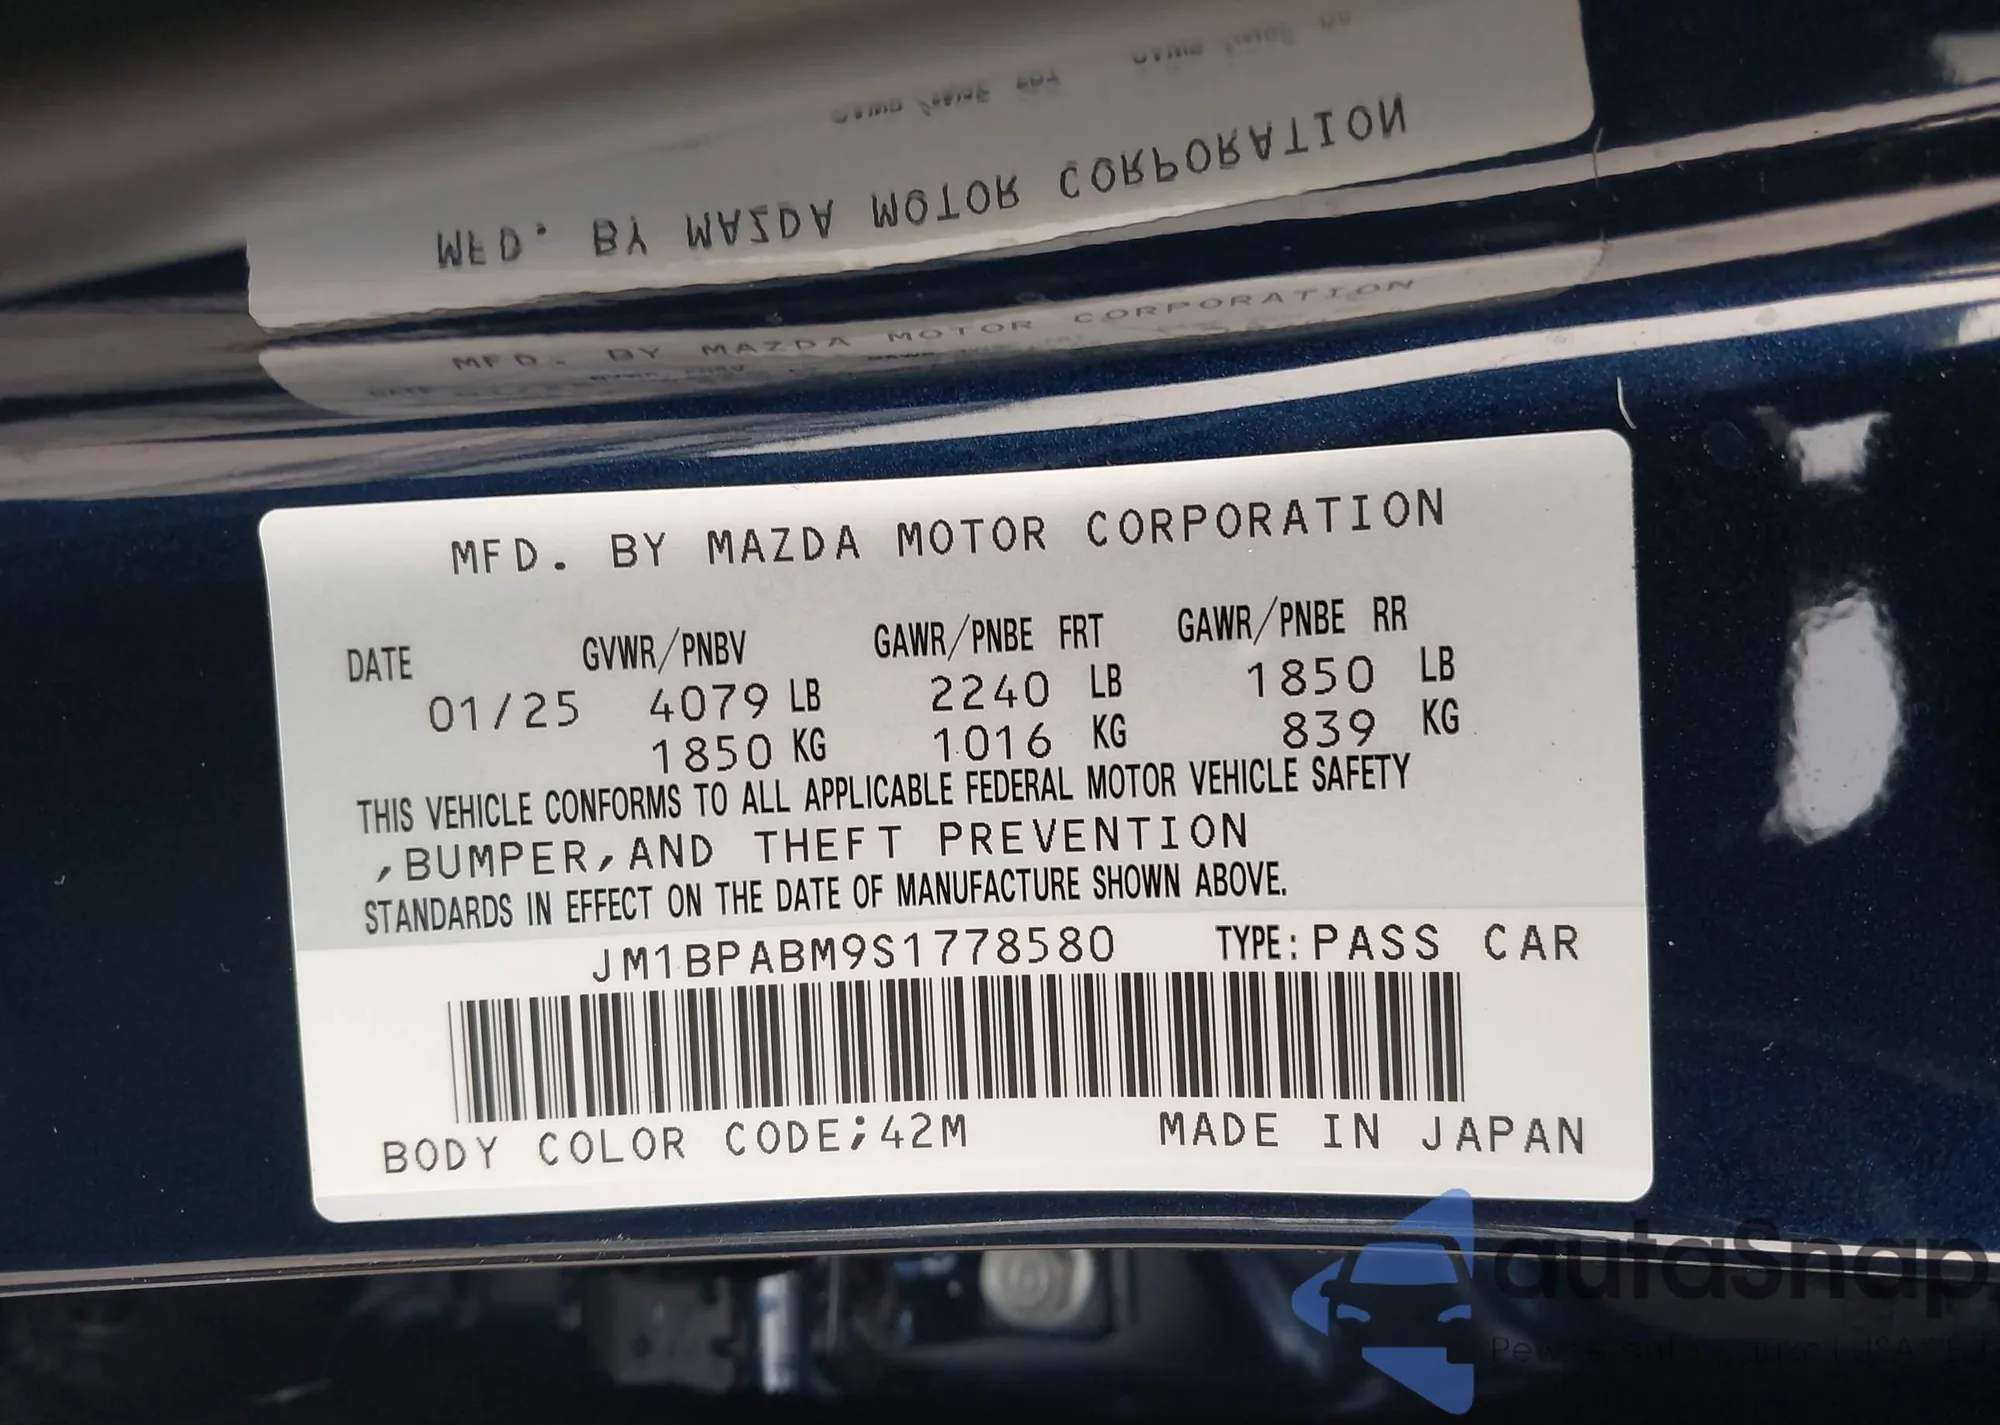 MFD. BY MAZDA MOTOR CORPORATION
MFD. BY MAZDA MOTOR CORPORATION
MFD. BY MAZDA MOTOR CORPORATION
DATE GVWR/PNBV GAWR/PNBE FRT GAWR/PNBE RR
01/25 4079 LB 2240 LB 1850 LB
1850 KG 1016 KG 839 KG
THIS VEHICLE CONFORMS TO ALL APPLICABLE FEDERAL MOTOR VEHICLE SAFETY
,BUMPER,AND THEFT PREVENTION
STANDARDS IN EFFECT ON THE DATE OF MANUFACTURE SHOWN ABOVE.
JM1BPABM9S1778580 TYPE:PASS CAR
BODY COLOR CODE;42M MADE IN JAPAN
autaSnap